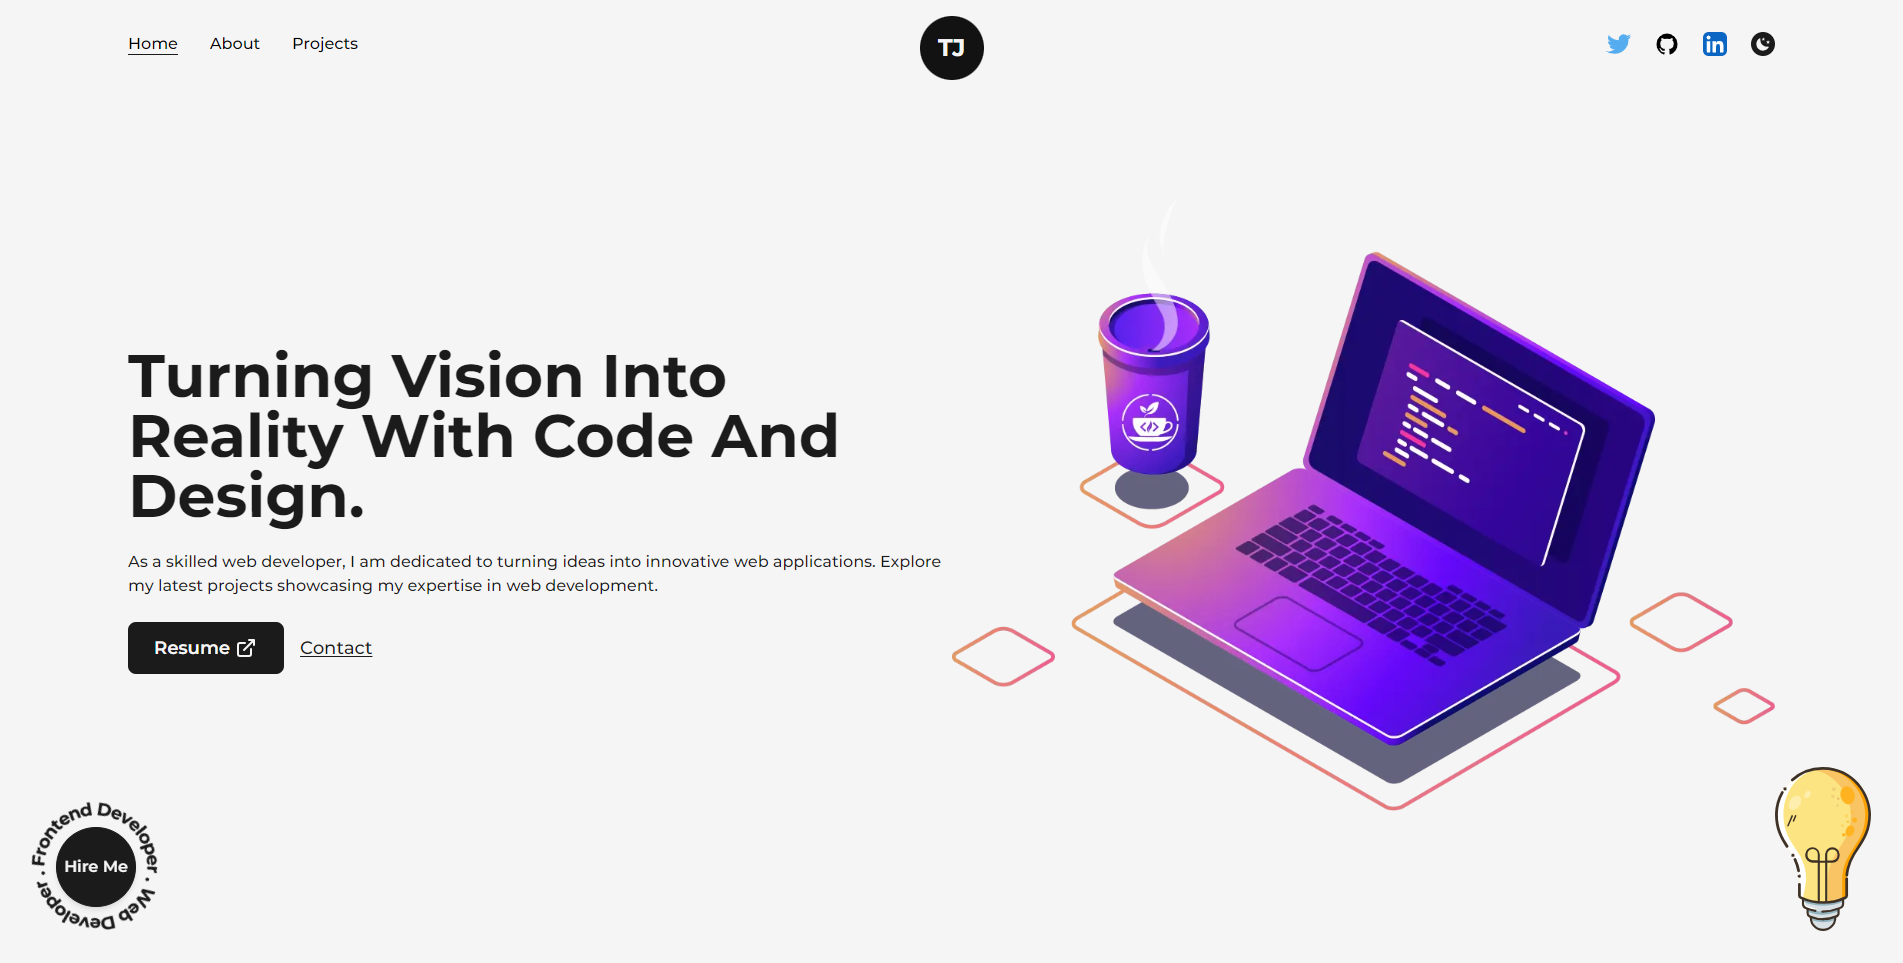 Home About Projects
TJ
Turning Vision Into
Reality With Code And
Design.
As a skilled web developer, I am dedicated to turning ideas into innovative web applications. Explore
my latest projects showcasing my expertise in web development.
Resume Contact
Frontend Developer · Web Developer ·
Hire Me